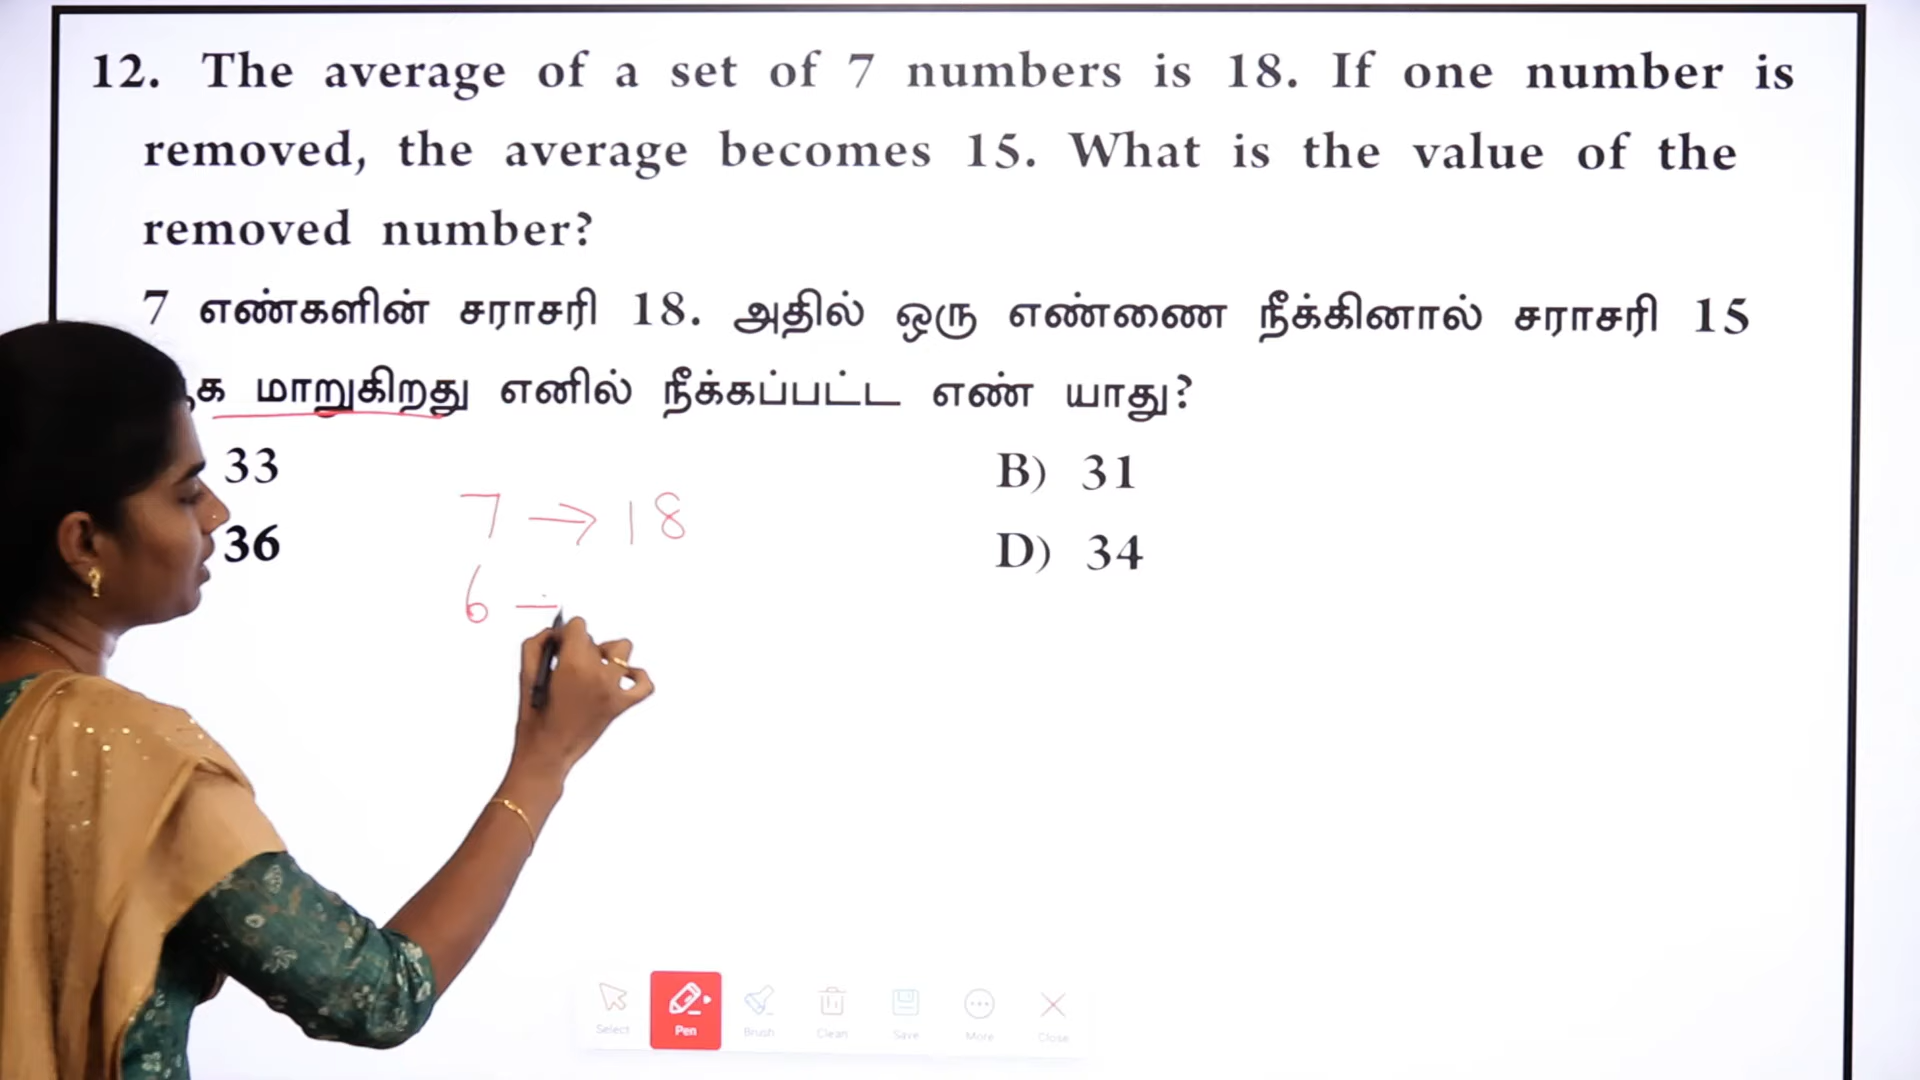 12. The average of a set of 7 numbers is 18. If one number is
removed, the average becomes 15. What is the value of the
removed number?
7 எண்களின் சராசரி 18. அதில் ஒரு எண்ணை நீக்கினால் சராசரி 15
மாறுகிறது எனில் நீக்கப்பட்ட எண் யாது?
33 B) 31
36 D) 34
7 → 18
6
Select Pen Brush Clean Save More Close